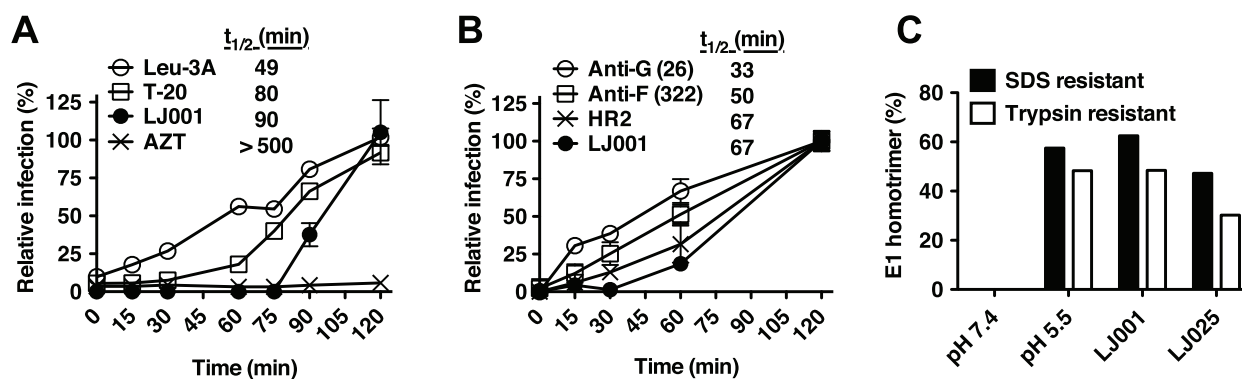 A
t1/2 (min)
Leu-3A 49
T-20 80
LJ001 90
AZT > 500
Relative infection (%)
125
100
75
50
25
0
0 15 30 45 60 75 90 105 120
Time (min)
B
t1/2 (min)
Anti-G (26) 33
Anti-F (322) 50
HR2 67
LJ001 67
Relative infection (%)
125
100
75
50
25
0
0 15 30 45 60 75 90 105 120
Time (min)
C
SDS resistant
Trypsin resistant
E1 homotrimer (%)
80
60
40
20
0
pH 7.4 pH 5.5 LJ001 LJ025